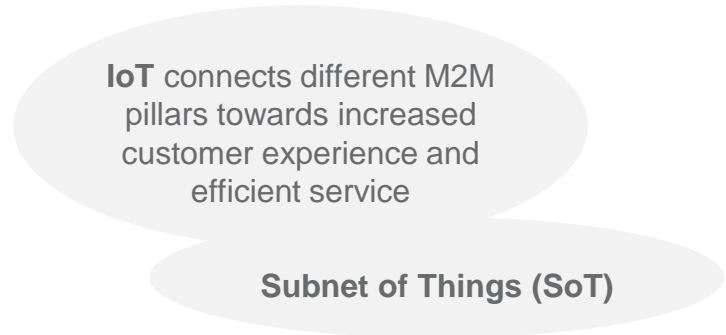 IoT connects different M2M
pillars towards increased
customer experience and
efficient service
Subnet of Things (SoT)